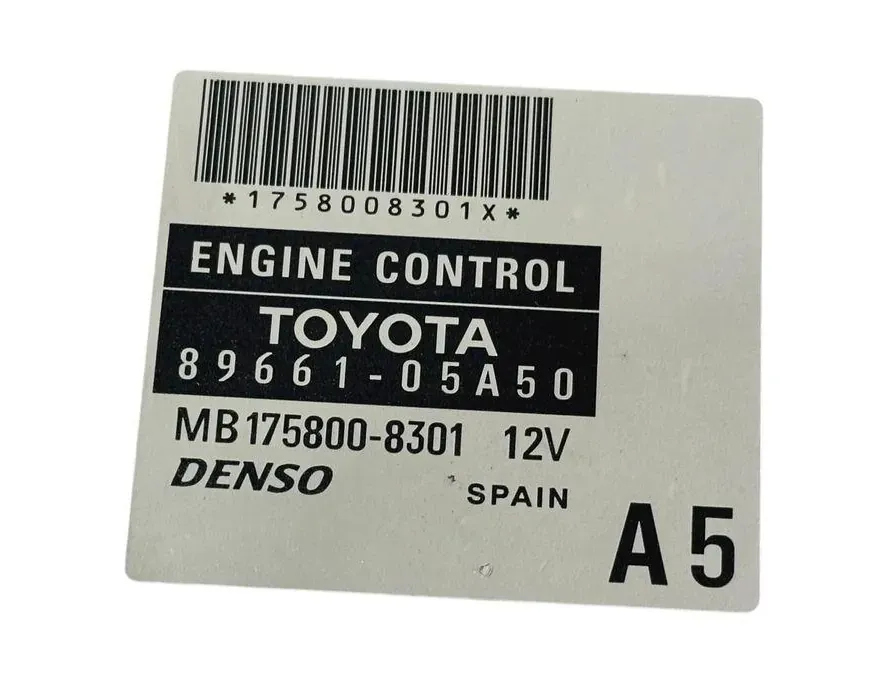 *1758008301X*
ENGINE CONTROL
TOYOTA
89661-05A50
MB175800-8301 12V
DENSO SPAIN
A5